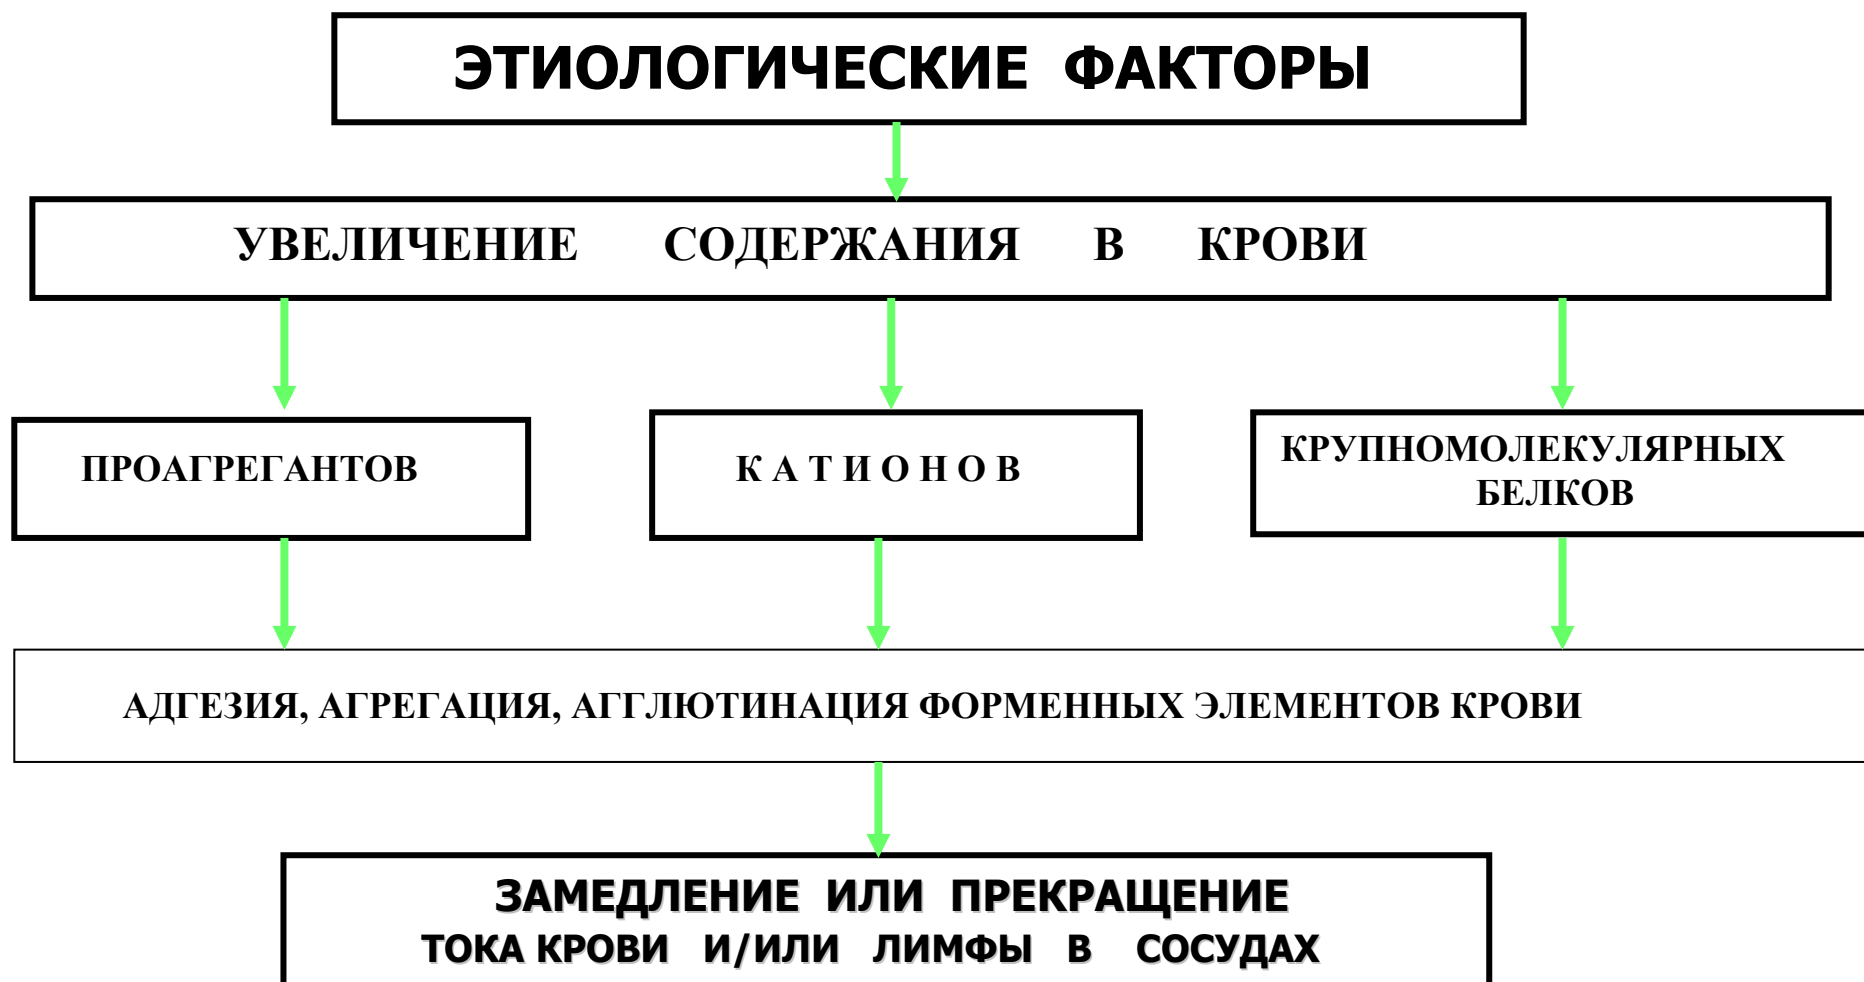 ЭТИОЛОГИЧЕСКИЕ ФАКТОРЫ
УВЕЛИЧЕНИЕ СОДЕРЖАНИЯ В КРОВИ
ПРОАГРЕГАНТОВ
К А Т И О Н О В
КРУПНОМОЛЕКУЛЯРНЫХ
БЕЛКОВ
АДГЕЗИЯ, АГРЕГАЦИЯ, АГГЛЮТИНАЦИЯ ФОРМЕННЫХ ЭЛЕМЕНТОВ КРОВИ
ЗАМЕДЛЕНИЕ ИЛИ ПРЕКРАЩЕНИЕ
ТОКА КРОВИ И/ИЛИ ЛИМФЫ В СОСУДАХ